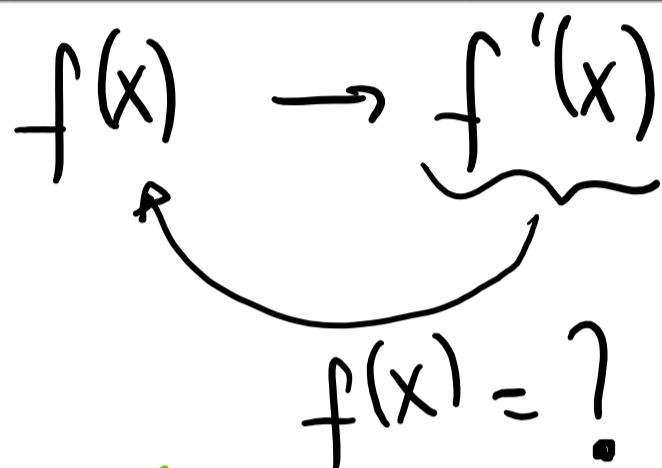 f(x) → f'(x)
f(x) = ?